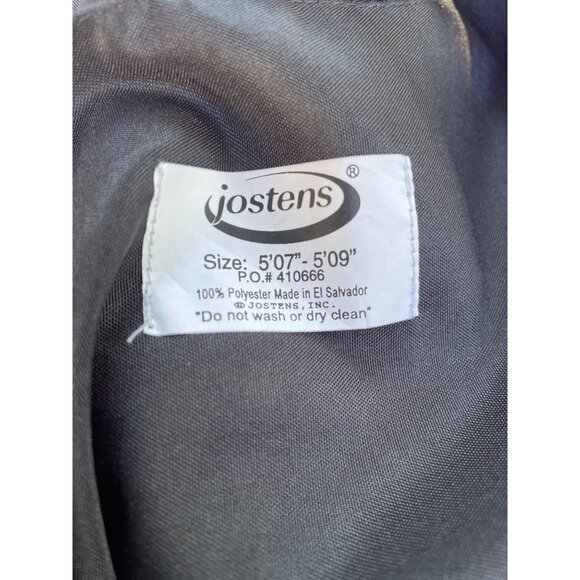 jostens ®
Size: 5'07"- 5'09"
P.O.# 410666
100% Polyester Made in El Salvador
© JOSTENS, INC.
"Do not wash or dry clean"